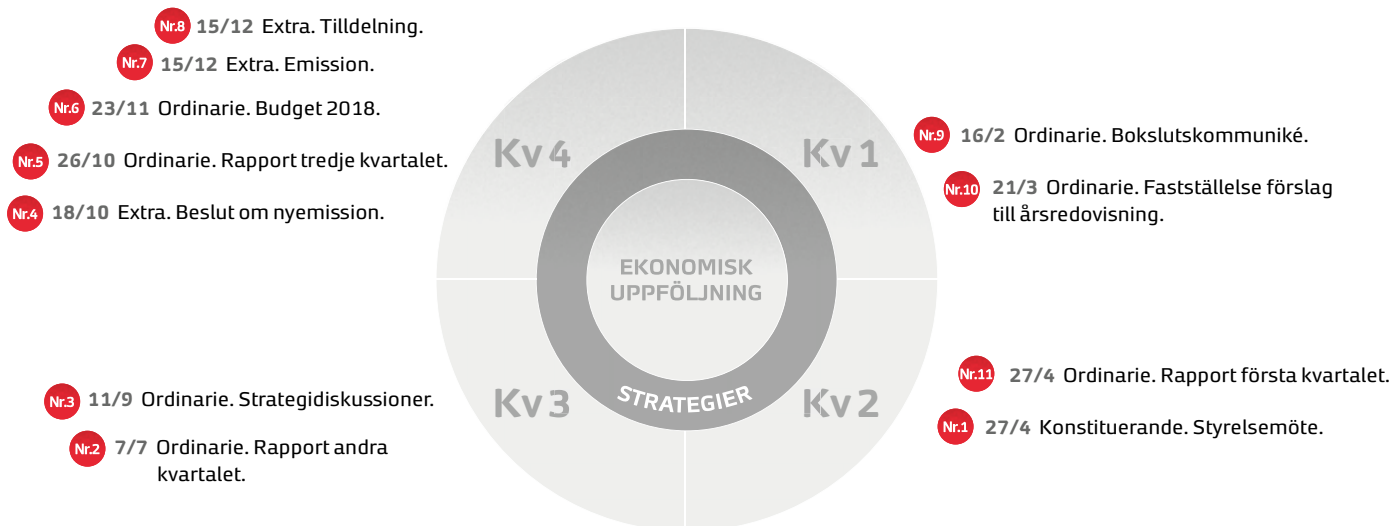 Nr.8 15/12 Extra. Tilldelning.
Nr.7 15/12 Extra. Emission.
Nr.6 23/11 Ordinarie. Budget 2018.
Nr.5 26/10 Ordinarie. Rapport tredje kvartalet.
Nr.4 18/10 Extra. Beslut om nyemission.
Nr.3 11/9 Ordinarie. Strategidiskussioner.
Nr.2 7/7 Ordinarie. Rapport andra
kvartalet.
Kv 4
Kv 1
EKONOMISK
UPPFÖLJNING
STRATEGIER
Kv 3
Kv 2
Nr.9 16/2 Ordinarie. Bokslutskommuniké.
Nr.10 21/3 Ordinarie. Fastställelse förslag
till årsredovisning.
Nr.11 27/4 Ordinarie. Rapport första kvartalet.
Nr.1 27/4 Konstituerande. Styrelsemöte.